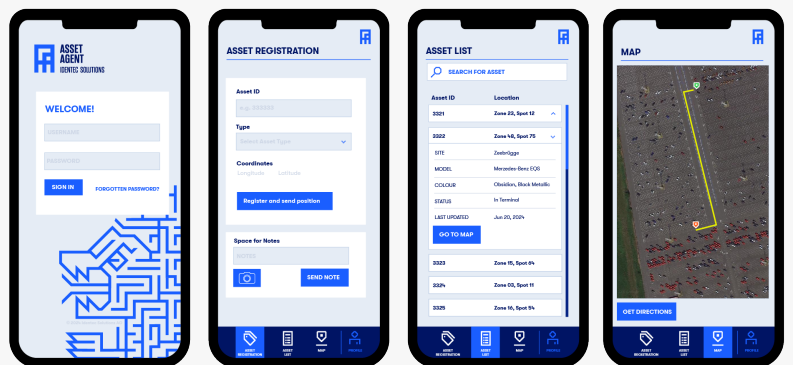 ASSET
AGENT
IDENTEC SOLUTIONS
WELCOME!
USERNAME
PASSWORD
SIGN IN
FORGOTTEN PASSWORD?
ASSET REGISTRATION
Asset ID
Type
Select Asset Type
Coordinates
Longitude Latitude
Register and send position
Space for Notes
NOTES
SEND NOTE
ASSET
REGISTRATION
ASSET
LIST
MAP
PROFILE
ASSET LIST
SEARCH FOR ASSET
Asset ID Location
3321 Zone 23, Spot 12
3322 Zone 48, Spot 75
SITE Zeebrügge
MODEL Merzedes-Benz EQS
COLOUR Obsidian, Black Metallic
STATUS In Terminal
LAST UPDATED Jun 20, 2024
GO TO MAP
3323 Zone 15, Spot 64
3324 Zone 03, Spot 11
3325 Zone 16, Spot 54
ASSET
REGISTRATION
ASSET
LIST
MAP
PROFILE
MAP
GET DIRECTIONS
ASSET
REGISTRATION
ASSET
LIST
MAP
PROFILE